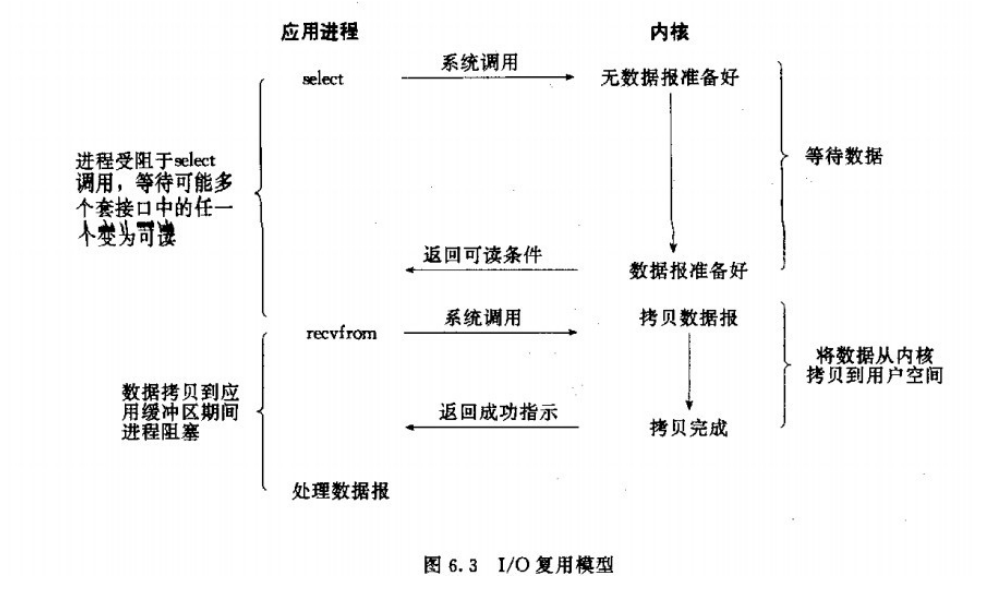 应用进程
内核
系统调用
select
无数据报准备好
进程受阻于select
调用，等待可能多
个套接口中的任一
个变为可读
等待数据
返回可读条件
数据报准备好
系统调用
recvfrom
拷贝数据报
将数据从内核
拷贝到用户空间
数据拷贝到应
用缓冲区期间
进程阻塞
返回成功指示
拷贝完成
处理数据报
图 6.3 I/O 复用模型